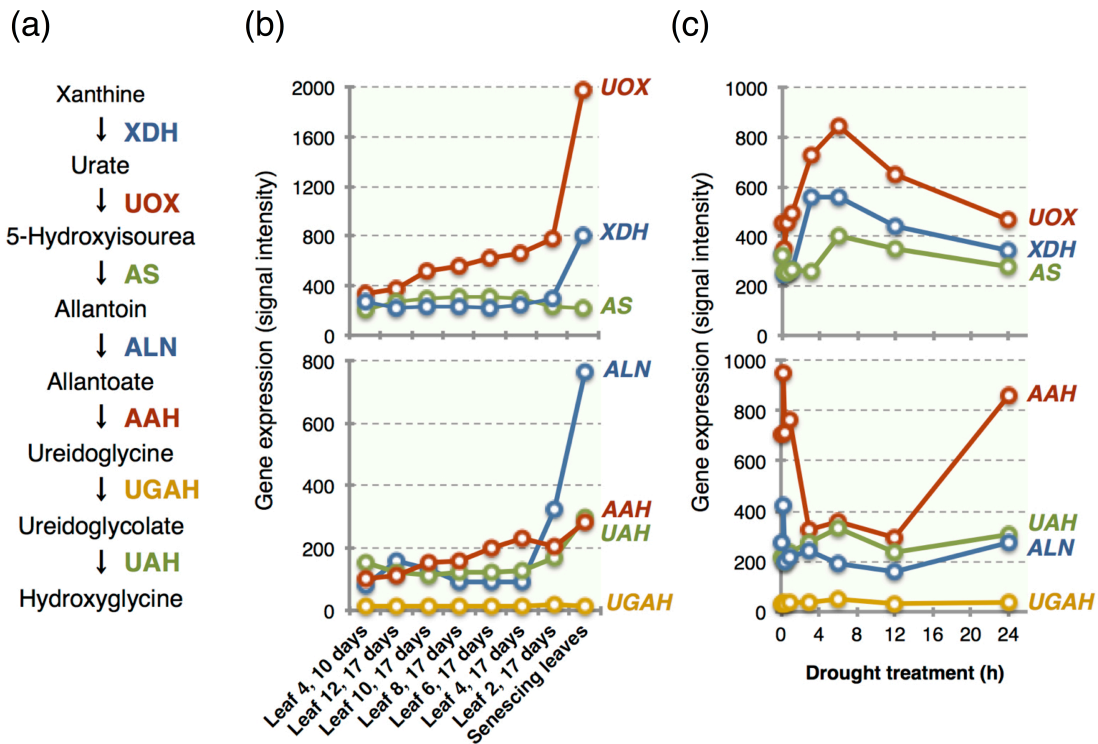 (a)
Xanthine
↓ XDH
Urate
↓ UOX
5-Hydroxyisourea
↓ AS
Allantoin
↓ ALN
Allantoate
↓ AAH
Ureidoglycine
↓ UGAH
Ureidoglycolate
↓ UAH
Hydroxyglycine
(b)
Gene expression (signal intensity)
2000
1600
1200
800
400
0
UOX
XDH
AS
800
600
400
200
0
ALN
AAH
UAH
UGAH
Leaf 4, 10 days
Leaf 12, 17 days
Leaf 10, 17 days
Leaf 8, 17 days
Leaf 6, 17 days
Leaf 4, 17 days
Leaf 2, 17 days
Senescing leaves
(c)
Gene expression (signal intensity)
1000
800
600
400
200
0
UOX
XDH
AS
1000
800
600
400
200
0
AAH
UAH
ALN
UGAH
0 4 8 12 16 20 24
Drought treatment (h)